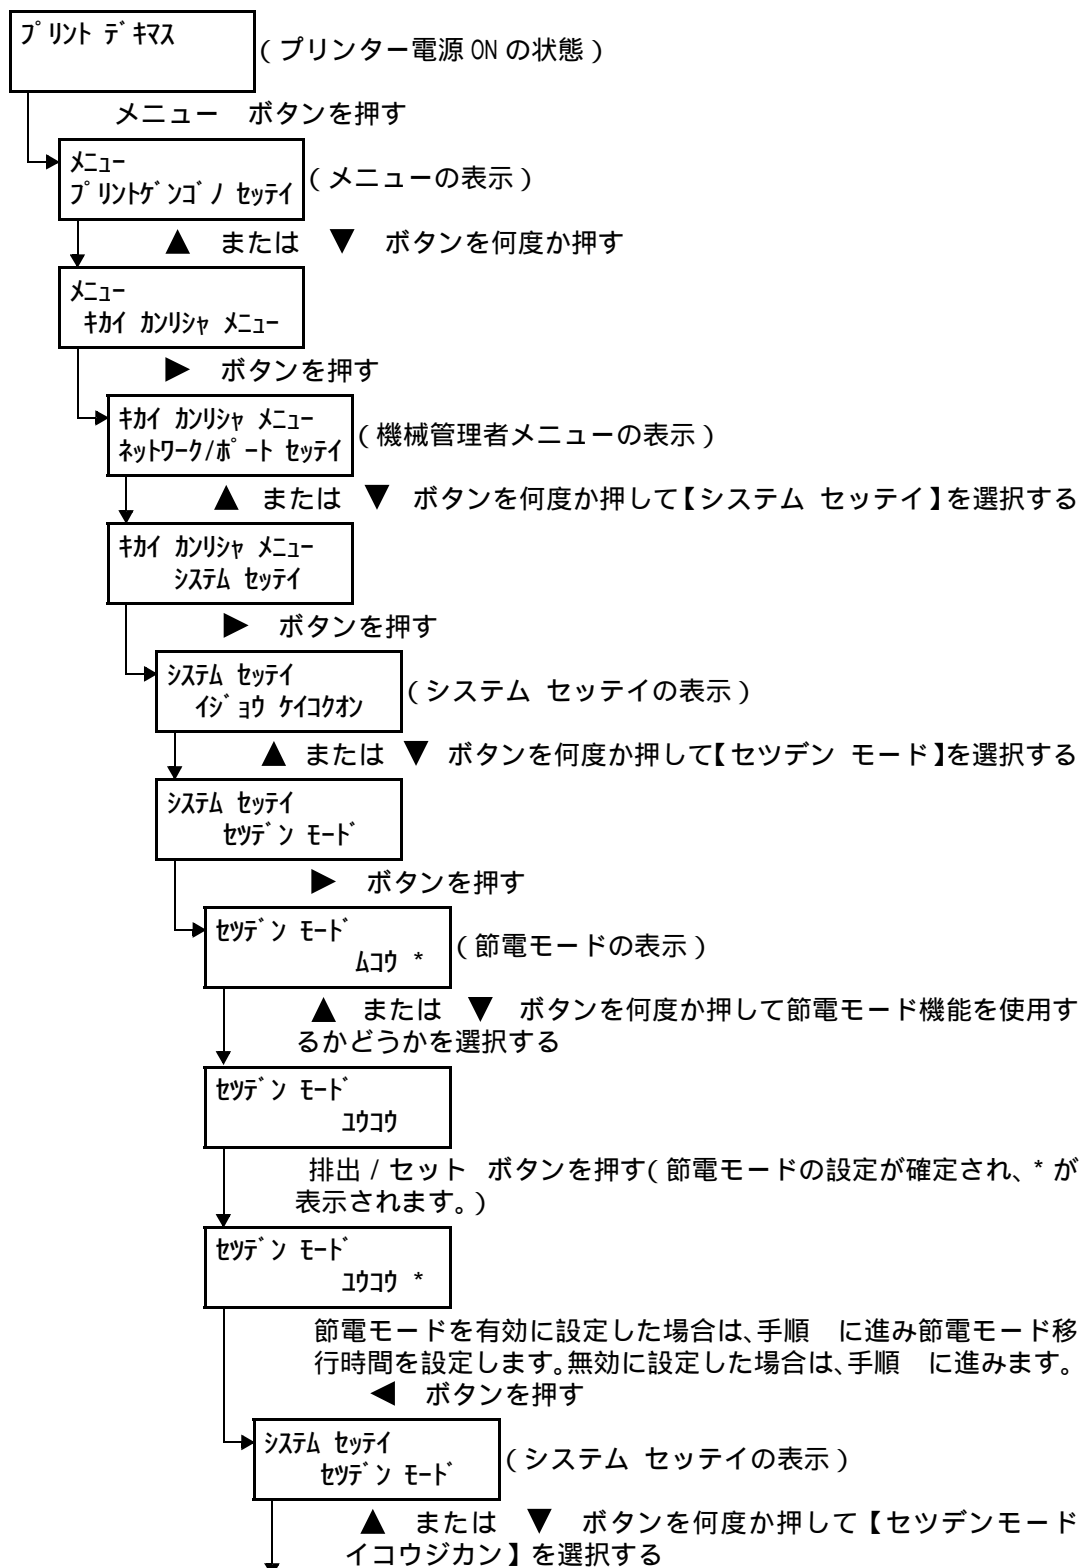 ﾌﾟﾘﾝﾄ ﾃﾞｷﾏｽ
(プリンター電源 ON の状態)
メニュー　ボタンを押す
ﾒﾆｭｰ
ﾌﾟﾘﾝﾄｹﾞﾝｺﾞﾉ ｾｯﾃｲ
(メニューの表示)
▲　または　▼　ボタンを何度か押す
ﾒﾆｭｰ
ｷｶｲ ｶﾝﾘｼｬ ﾒﾆｭｰ
▶　ボタンを押す
ｷｶｲ ｶﾝﾘｼｬ ﾒﾆｭｰ
ﾈｯﾄﾜｰｸ/ﾎﾟｰﾄ ｾｯﾃｲ
(機械管理者メニューの表示)
▲ または ▼ ボタンを何度か押して【システム セッテイ】を選択する
ｷｶｲ ｶﾝﾘｼｬ ﾒﾆｭｰ
ｼｽﾃﾑ ｾｯﾃｲ
▶　ボタンを押す
ｼｽﾃﾑ ｾｯﾃｲ
ｲｼﾞｮｳ ｹｲｺｸｵﾝ
(システム セッテイの表示)
▲ または ▼ ボタンを何度か押して【セツデン モード】を選択する
ｼｽﾃﾑ ｾｯﾃｲ
ｾﾂﾃﾞﾝ ﾓｰﾄﾞ
▶　ボタンを押す
ｾﾂﾃﾞﾝ ﾓｰﾄﾞ
ﾑｺｳ *
(節電モードの表示)
▲　または　▼　ボタンを何度か押して節電モード機能を使用す
るかどうかを選択する
ｾﾂﾃﾞﾝ ﾓｰﾄﾞ
ﾕｳｺｳ
排出 / セット　ボタンを押す(節電モードの設定が確定され、* が
表示されます。)
ｾﾂﾃﾞﾝ ﾓｰﾄﾞ
ﾕｳｺｳ *
節電モードを有効に設定した場合は、手順　に進み節電モード移
行時間を設定します。無効に設定した場合は、手順　に進みます。
◀　ボタンを押す
ｼｽﾃﾑ ｾｯﾃｲ
ｾﾂﾃﾞﾝ ﾓｰﾄﾞ
(システム セッテイの表示)
▲　または　▼　ボタンを何度か押して【セツデンモード
イコウジカン】を選択する